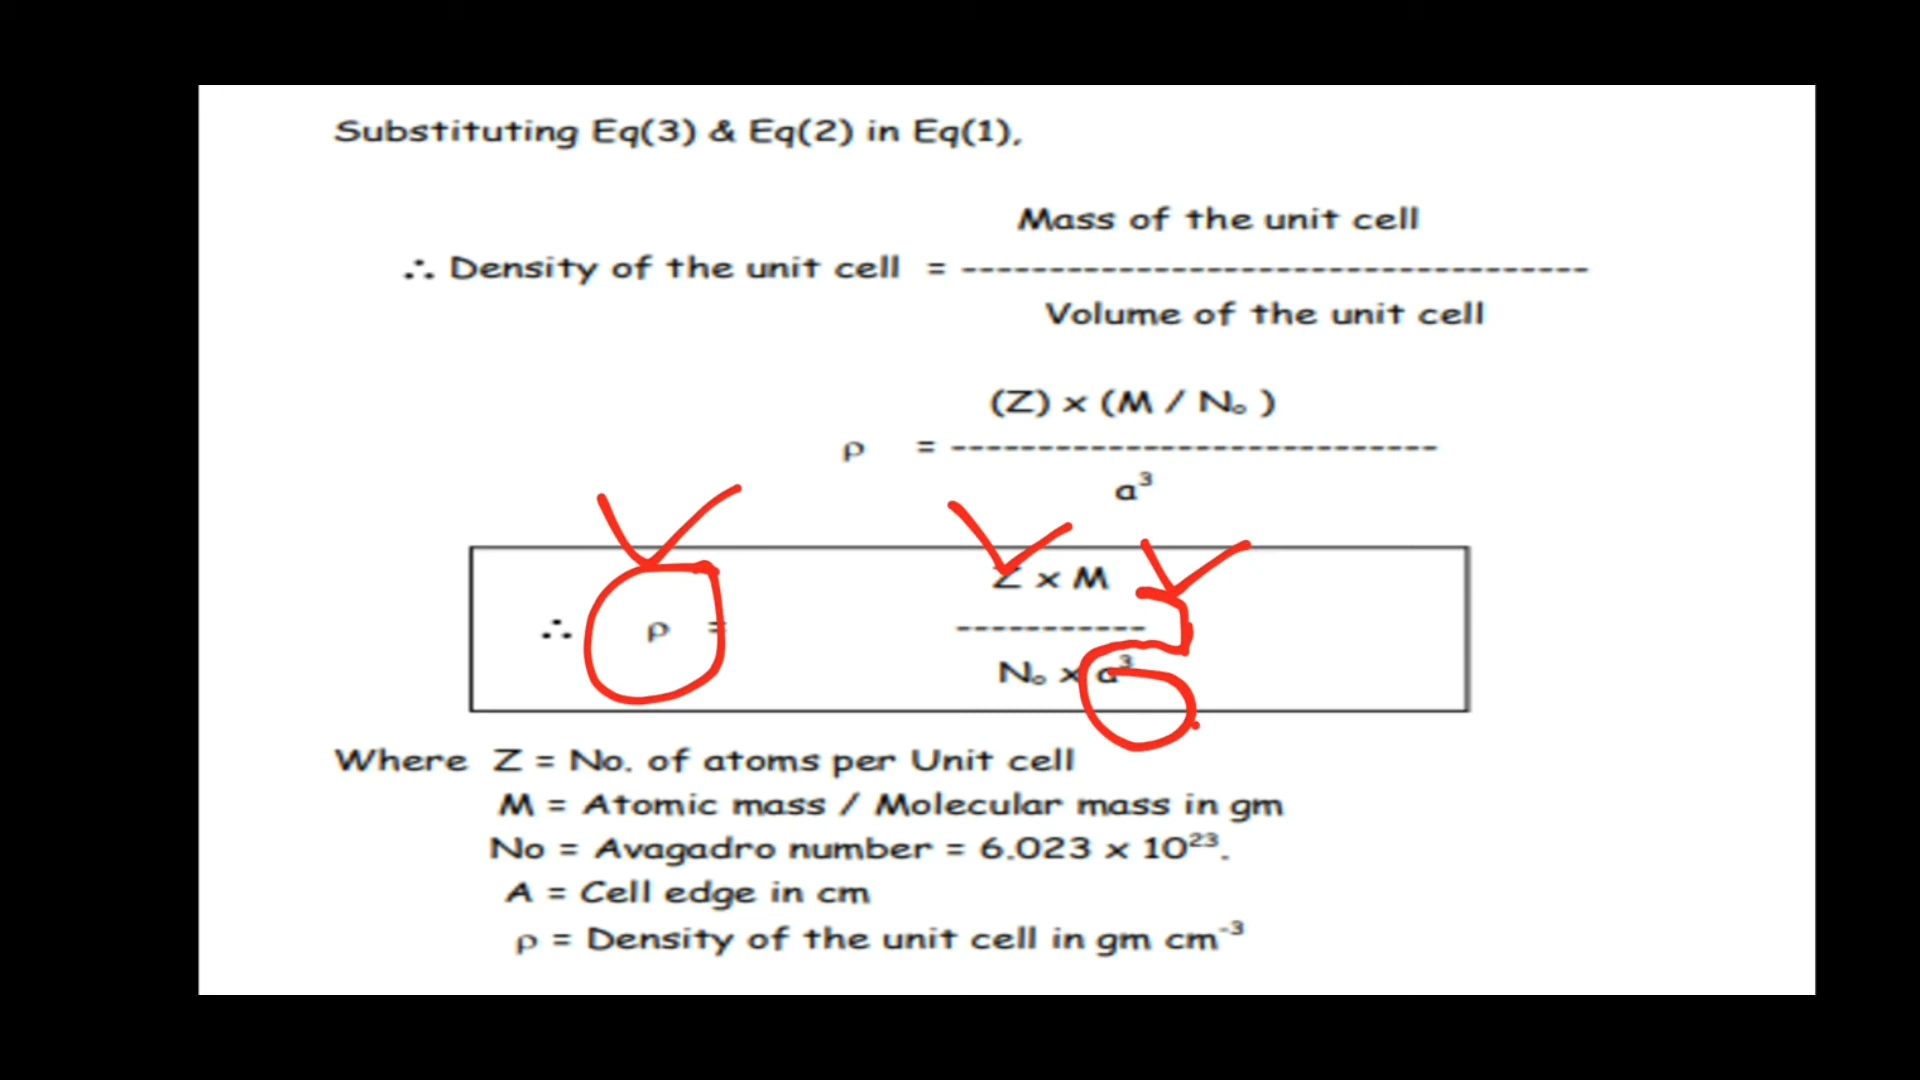 Substituting Eq(3) & Eq(2) in Eq(1),
Mass of the unit cell
∴ Density of the unit cell = ------------------------------------
Volume of the unit cell
(Z) x (M / N₀ )
ρ = ----------------------------
a³
Z x M
∴ ρ = -----------
N₀ x a³
Where Z = No. of atoms per Unit cell
M = Atomic mass / Molecular mass in gm
No = Avagadro number = 6.023 x 10²³.
A = Cell edge in cm
ρ = Density of the unit cell in gm cm⁻³